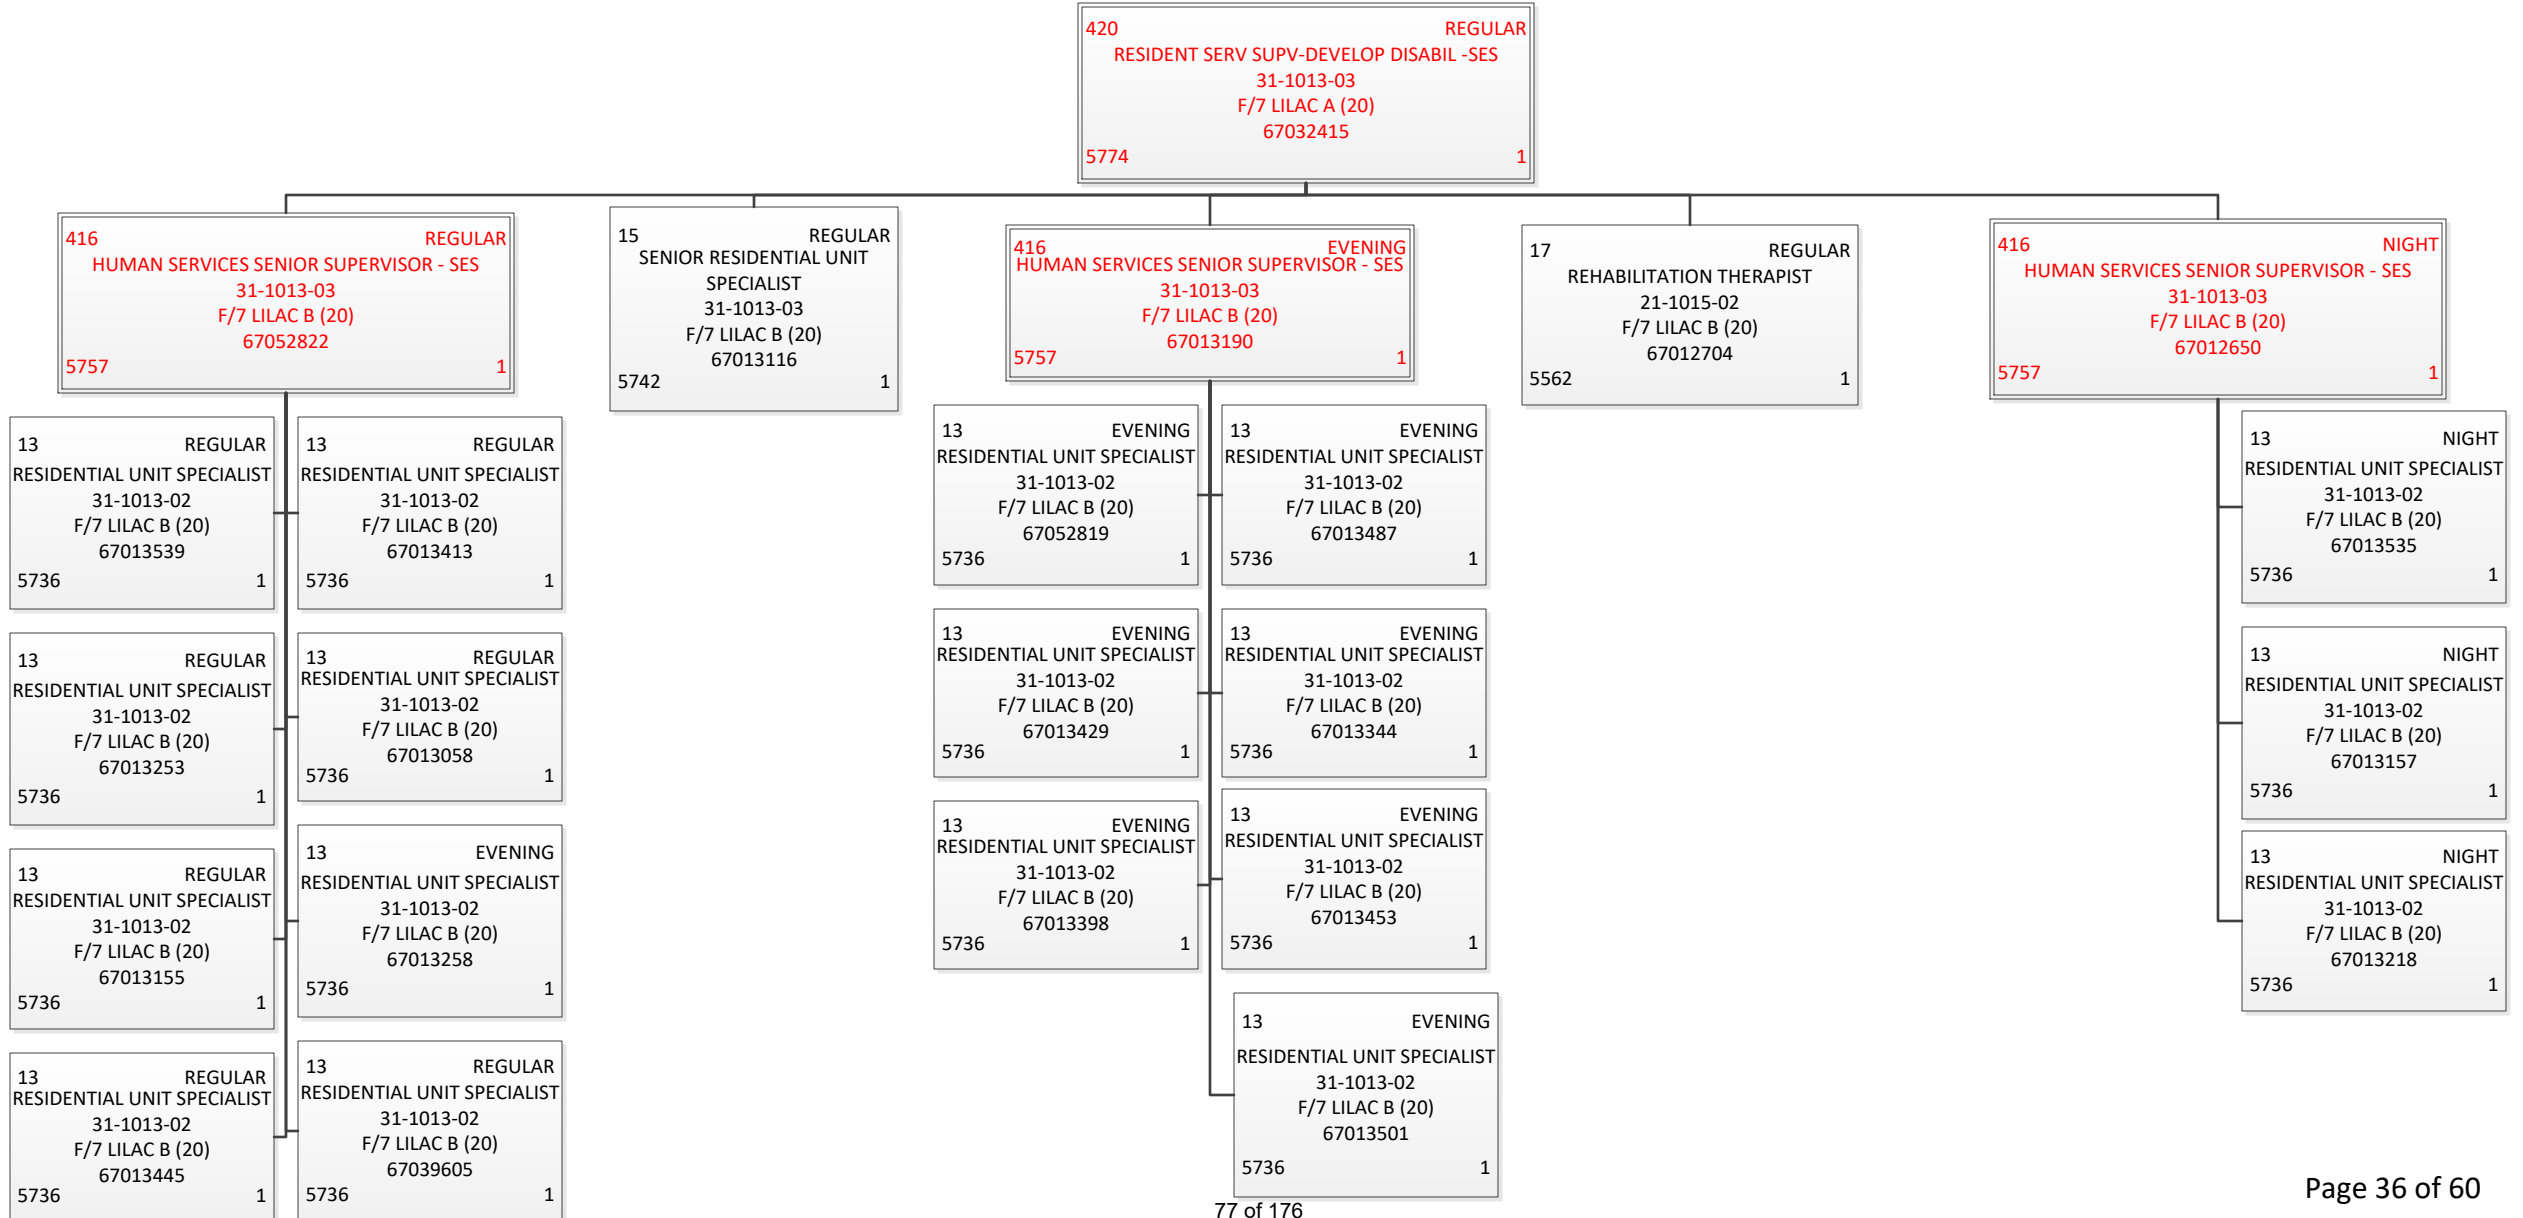 420 REGULAR
RESIDENT SERV SUPV-DEVELOP DISABIL -SES
31-1013-03
F/7 LILAC A (20)
67032415
5774 1
416 REGULAR
HUMAN SERVICES SENIOR SUPERVISOR - SES
31-1013-03
F/7 LILAC B (20)
67052822
5757 1
15 REGULAR
SENIOR RESIDENTIAL UNIT
SPECIALIST
31-1013-03
F/7 LILAC B (20)
67013116
5742 1
416 EVENING
HUMAN SERVICES SENIOR SUPERVISOR - SES
31-1013-03
F/7 LILAC B (20)
67013190
5757 1
17 REGULAR
REHABILITATION THERAPIST
21-1015-02
F/7 LILAC B (20)
67012704
5562 1
416 NIGHT
HUMAN SERVICES SENIOR SUPERVISOR - SES
31-1013-03
F/7 LILAC B (20)
67012650
5757 1
13 REGULAR
RESIDENTIAL UNIT SPECIALIST
31-1013-02
F/7 LILAC B (20)
67013539
5736 1
13 REGULAR
RESIDENTIAL UNIT SPECIALIST
31-1013-02
F/7 LILAC B (20)
67013413
5736 1
13 REGULAR
RESIDENTIAL UNIT SPECIALIST
31-1013-02
F/7 LILAC B (20)
67013253
5736 1
13 REGULAR
RESIDENTIAL UNIT SPECIALIST
31-1013-02
F/7 LILAC B (20)
67013058
5736 1
13 REGULAR
RESIDENTIAL UNIT SPECIALIST
31-1013-02
F/7 LILAC B (20)
67013155
5736 1
13 EVENING
RESIDENTIAL UNIT SPECIALIST
31-1013-02
F/7 LILAC B (20)
67013258
5736 1
13 REGULAR
RESIDENTIAL UNIT SPECIALIST
31-1013-02
F/7 LILAC B (20)
67013445
5736 1
13 REGULAR
RESIDENTIAL UNIT SPECIALIST
31-1013-02
F/7 LILAC B (20)
67039605
5736 1
13 EVENING
RESIDENTIAL UNIT SPECIALIST
31-1013-02
F/7 LILAC B (20)
67052819
5736 1
13 EVENING
RESIDENTIAL UNIT SPECIALIST
31-1013-02
F/7 LILAC B (20)
67013487
5736 1
13 EVENING
RESIDENTIAL UNIT SPECIALIST
31-1013-02
F/7 LILAC B (20)
67013429
5736 1
13 EVENING
RESIDENTIAL UNIT SPECIALIST
31-1013-02
F/7 LILAC B (20)
67013344
5736 1
13 EVENING
RESIDENTIAL UNIT SPECIALIST
31-1013-02
F/7 LILAC B (20)
67013398
5736 1
13 EVENING
RESIDENTIAL UNIT SPECIALIST
31-1013-02
F/7 LILAC B (20)
67013453
5736 1
13 EVENING
RESIDENTIAL UNIT SPECIALIST
31-1013-02
F/7 LILAC B (20)
67013501
5736 1
13 NIGHT
RESIDENTIAL UNIT SPECIALIST
31-1013-02
F/7 LILAC B (20)
67013535
5736 1
13 NIGHT
RESIDENTIAL UNIT SPECIALIST
31-1013-02
F/7 LILAC B (20)
67013157
5736 1
13 NIGHT
RESIDENTIAL UNIT SPECIALIST
31-1013-02
F/7 LILAC B (20)
67013218
5736 1
Page 36 of 60
77 of 176